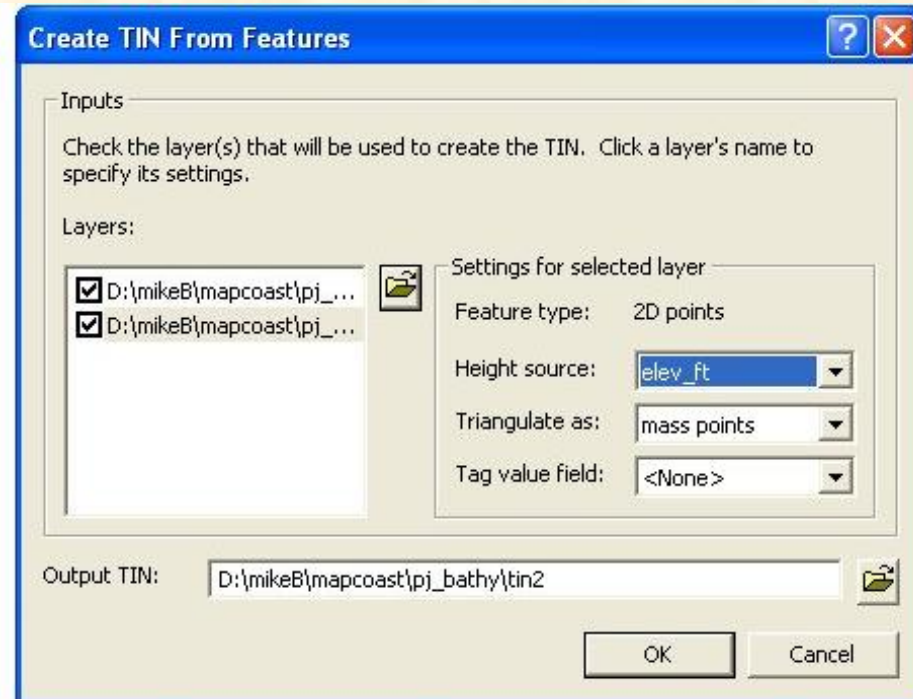 Create TIN From Features
Inputs
Check the layer(s) that will be used to create the TIN. Click a layer's name to
specify its settings.
Layers:
D:\mikeB\mapcoast\pj_...
D:\mikeB\mapcoast\pj_...
Settings for selected layer
Feature type: 2D points
Height source: elev_ft
Triangulate as: mass points
Tag value field: <None>
Output TIN: D:\mikeB\mapcoast\pj_bathy\tin2
OK Cancel